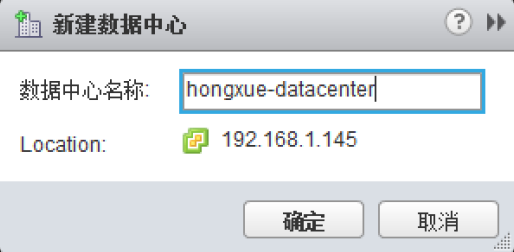 新建数据中心
数据中心名称: hongxue-datacenter
Location: 192.168.1.145
确定 取消